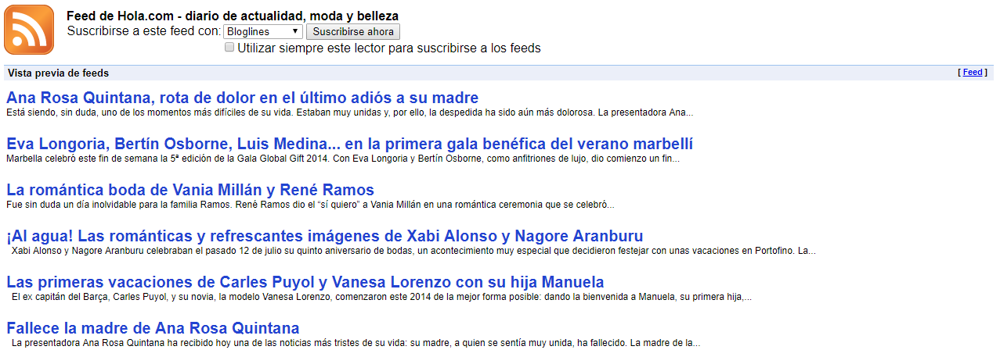 Feed de Hola.com - diario de actualidad, moda y belleza
Suscribirse a este feed con: Bloglines Suscribirse ahora
Utilizar siempre este lector para suscribirse a los feeds
Vista previa de feeds [ Feed ]
Ana Rosa Quintana, rota de dolor en el último adiós a su madre
Está siendo, sin duda, uno de los momentos más difíciles de su vida. Estaban muy unidas y, por ello, la despedida ha sido aún más dolorosa. La presentadora Ana...
Eva Longoria, Bertín Osborne, Luis Medina... en la primera gala benéfica del verano marbellí
Marbella celebró este fin de semana la 5ª edición de la Gala Global Gift 2014. Con Eva Longoria y Bertín Osborne, como anfitriones de lujo, dio comienzo un fin...
La romántica boda de Vania Millán y René Ramos
Fue sin duda un día inolvidable para la familia Ramos. René Ramos dio el “sí quiero” a Vania Millán en una romántica ceremonia que se celebró...
¡Al agua! Las románticas y refrescantes imágenes de Xabi Alonso y Nagore Aranburu
Xabi Alonso y Nagore Aranburu celebraban el pasado 12 de julio su quinto aniversario de bodas, un acontecimiento muy especial que decidieron festejar con unas vacaciones en Portofino. La...
Las primeras vacaciones de Carles Puyol y Vanesa Lorenzo con su hija Manuela
El ex capitán del Barça, Carles Puyol, y su novia, la modelo Vanesa Lorenzo, comenzaron este 2014 de la mejor forma posible: dando la bienvenida a Manuela, su primera hija,...
Fallece la madre de Ana Rosa Quintana
La presentadora Ana Rosa Quintana ha recibido hoy una de las noticias más tristes de su vida: su madre, a quien se sentía muy unida, ha fallecido. La madre de la...